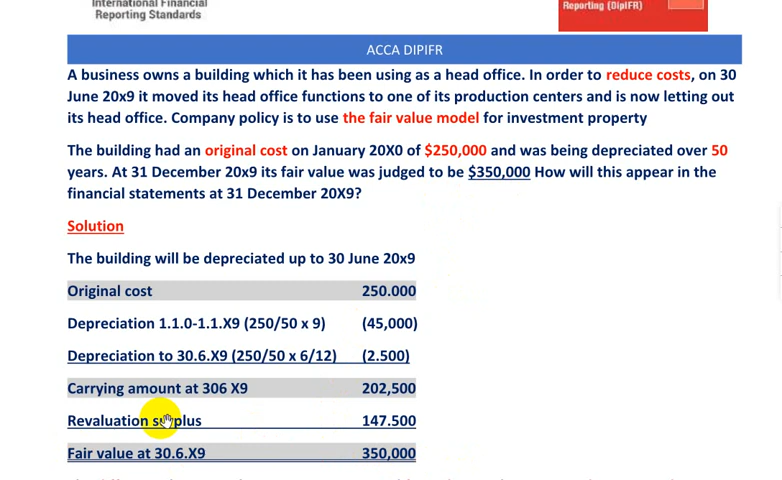 International Financial
Reporting Standards
Reporting (DipIFR)
ACCA DIPIFR
A business owns a building which it has been using as a head office. In order to reduce costs, on 30
June 20x9 it moved its head office functions to one of its production centers and is now letting out
its head office. Company policy is to use the fair value model for investment property
The building had an original cost on January 20X0 of $250,000 and was being depreciated over 50
years. At 31 December 20x9 its fair value was judged to be $350,000 How will this appear in the
financial statements at 31 December 20X9?
Solution
The building will be depreciated up to 30 June 20x9
Original cost 250.000
Depreciation 1.1.0-1.1.X9 (250/50 x 9) (45,000)
Depreciation to 30.6.X9 (250/50 x 6/12) (2.500)
Carrying amount at 306 X9 202,500
Revaluation surplus 147.500
Fair value at 30.6.X9 350,000